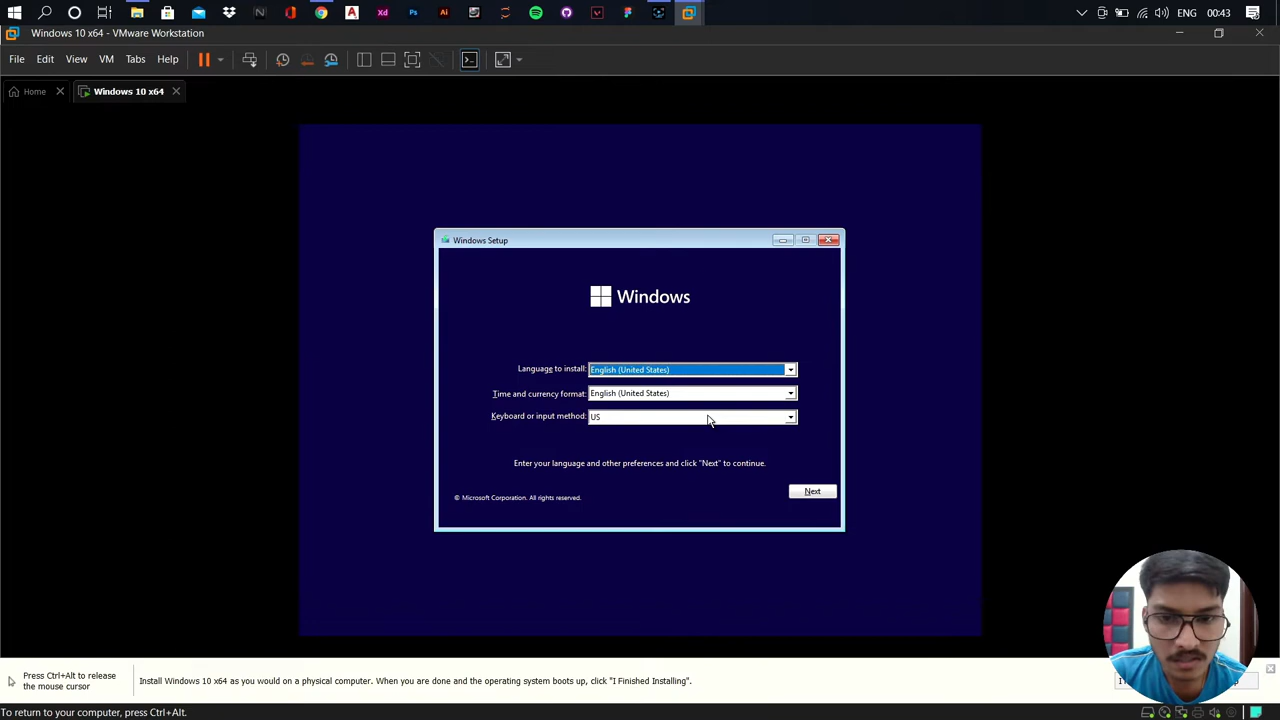 Xd
Ps
Ai
ENG
00:43
Windows 10 x64 - VMware Workstation
File
Edit
View
VM
Tabs
Help
Home
Windows 10 x64
Windows Setup
Windows
Language to install:
English (United States)
Time and currency format:
English (United States)
Keyboard or input method:
US
Enter your language and other preferences and click "Next" to continue.
Next
© Microsoft Corporation. All rights reserved.
Press Ctrl+Alt to release
the mouse cursor
Install Windows 10 x64 as you would on a physical computer. When you are done and the operating system boots up, click "I Finished Installing".
To return to your computer, press Ctrl+Alt.